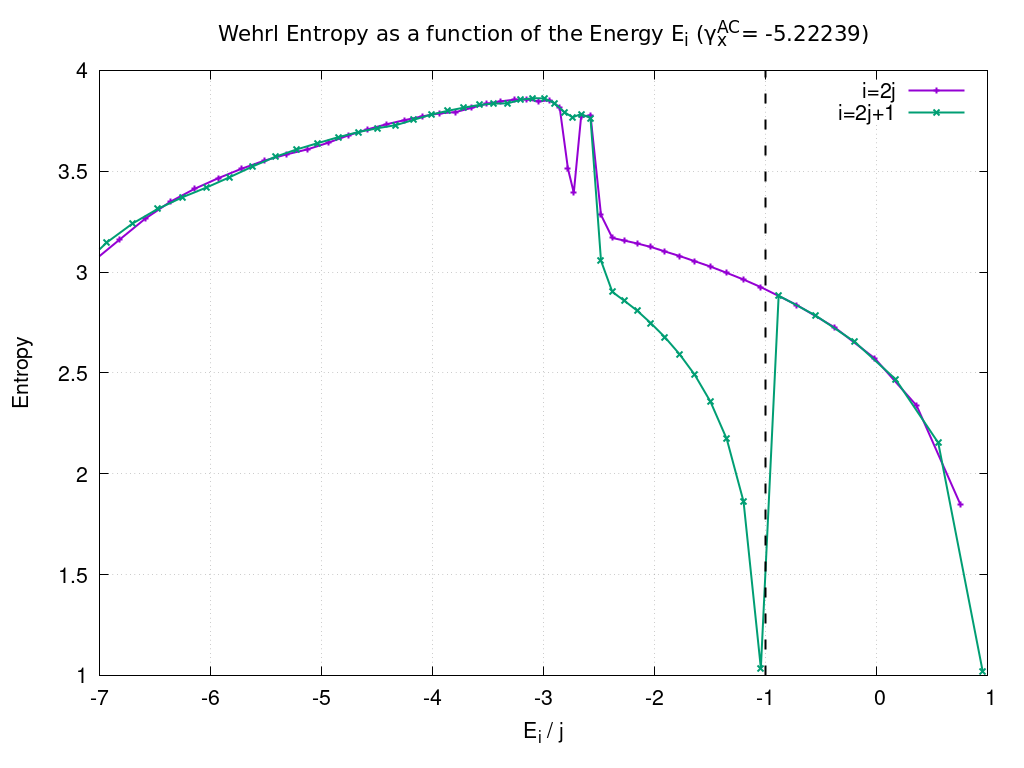 Wehrl Entropy as a function of the Energy E_i (γ_x^AC= -5.22239)
i=2j
i=2j+1
4
3.5
3
2.5
2
1.5
1
Entropy
-7 -6 -5 -4 -3 -2 -1 0 1
E_i / j